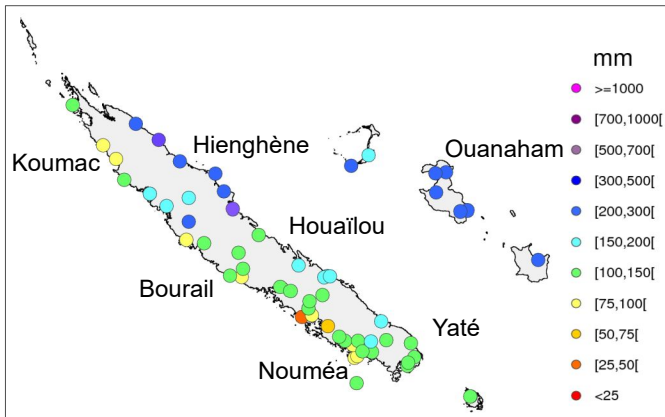 mm
>=1000
[700,1000[
[500,700[
[300,500[
[200,300[
[150,200[
[100,150[
[75,100[
[50,75[
[25,50[
<25
Hienghène
Ouanaham
Koumac
Houaïlou
Bourail
Yaté
Nouméa